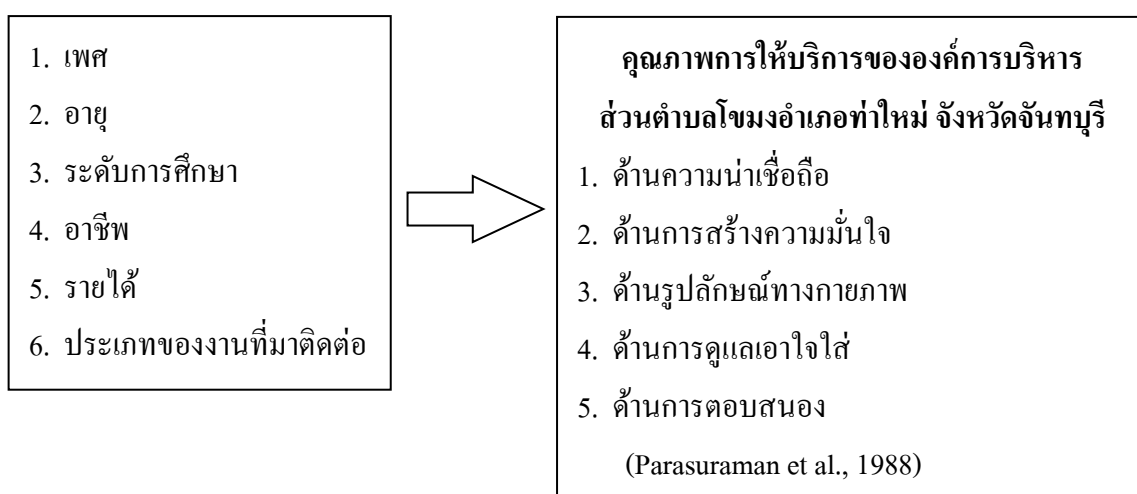 1. เพศ
2. อายุ
3. ระดับการศึกษา
4. อาชีพ
5. รายได้
6. ประเภทของงานที่มาติดต่อ
คุณภาพการให้บริการขององค์การบริหาร
ส่วนตำบลโขมงอำเภอท่าใหม่ จังหวัดจันทบุรี
1. ด้านความน่าเชื่อถือ
2. ด้านการสร้างความมั่นใจ
3. ด้านรูปลักษณ์ทางกายภาพ
4. ด้านการดูแลเอาใจใส่
5. ด้านการตอบสนอง
(Parasuraman et al., 1988)